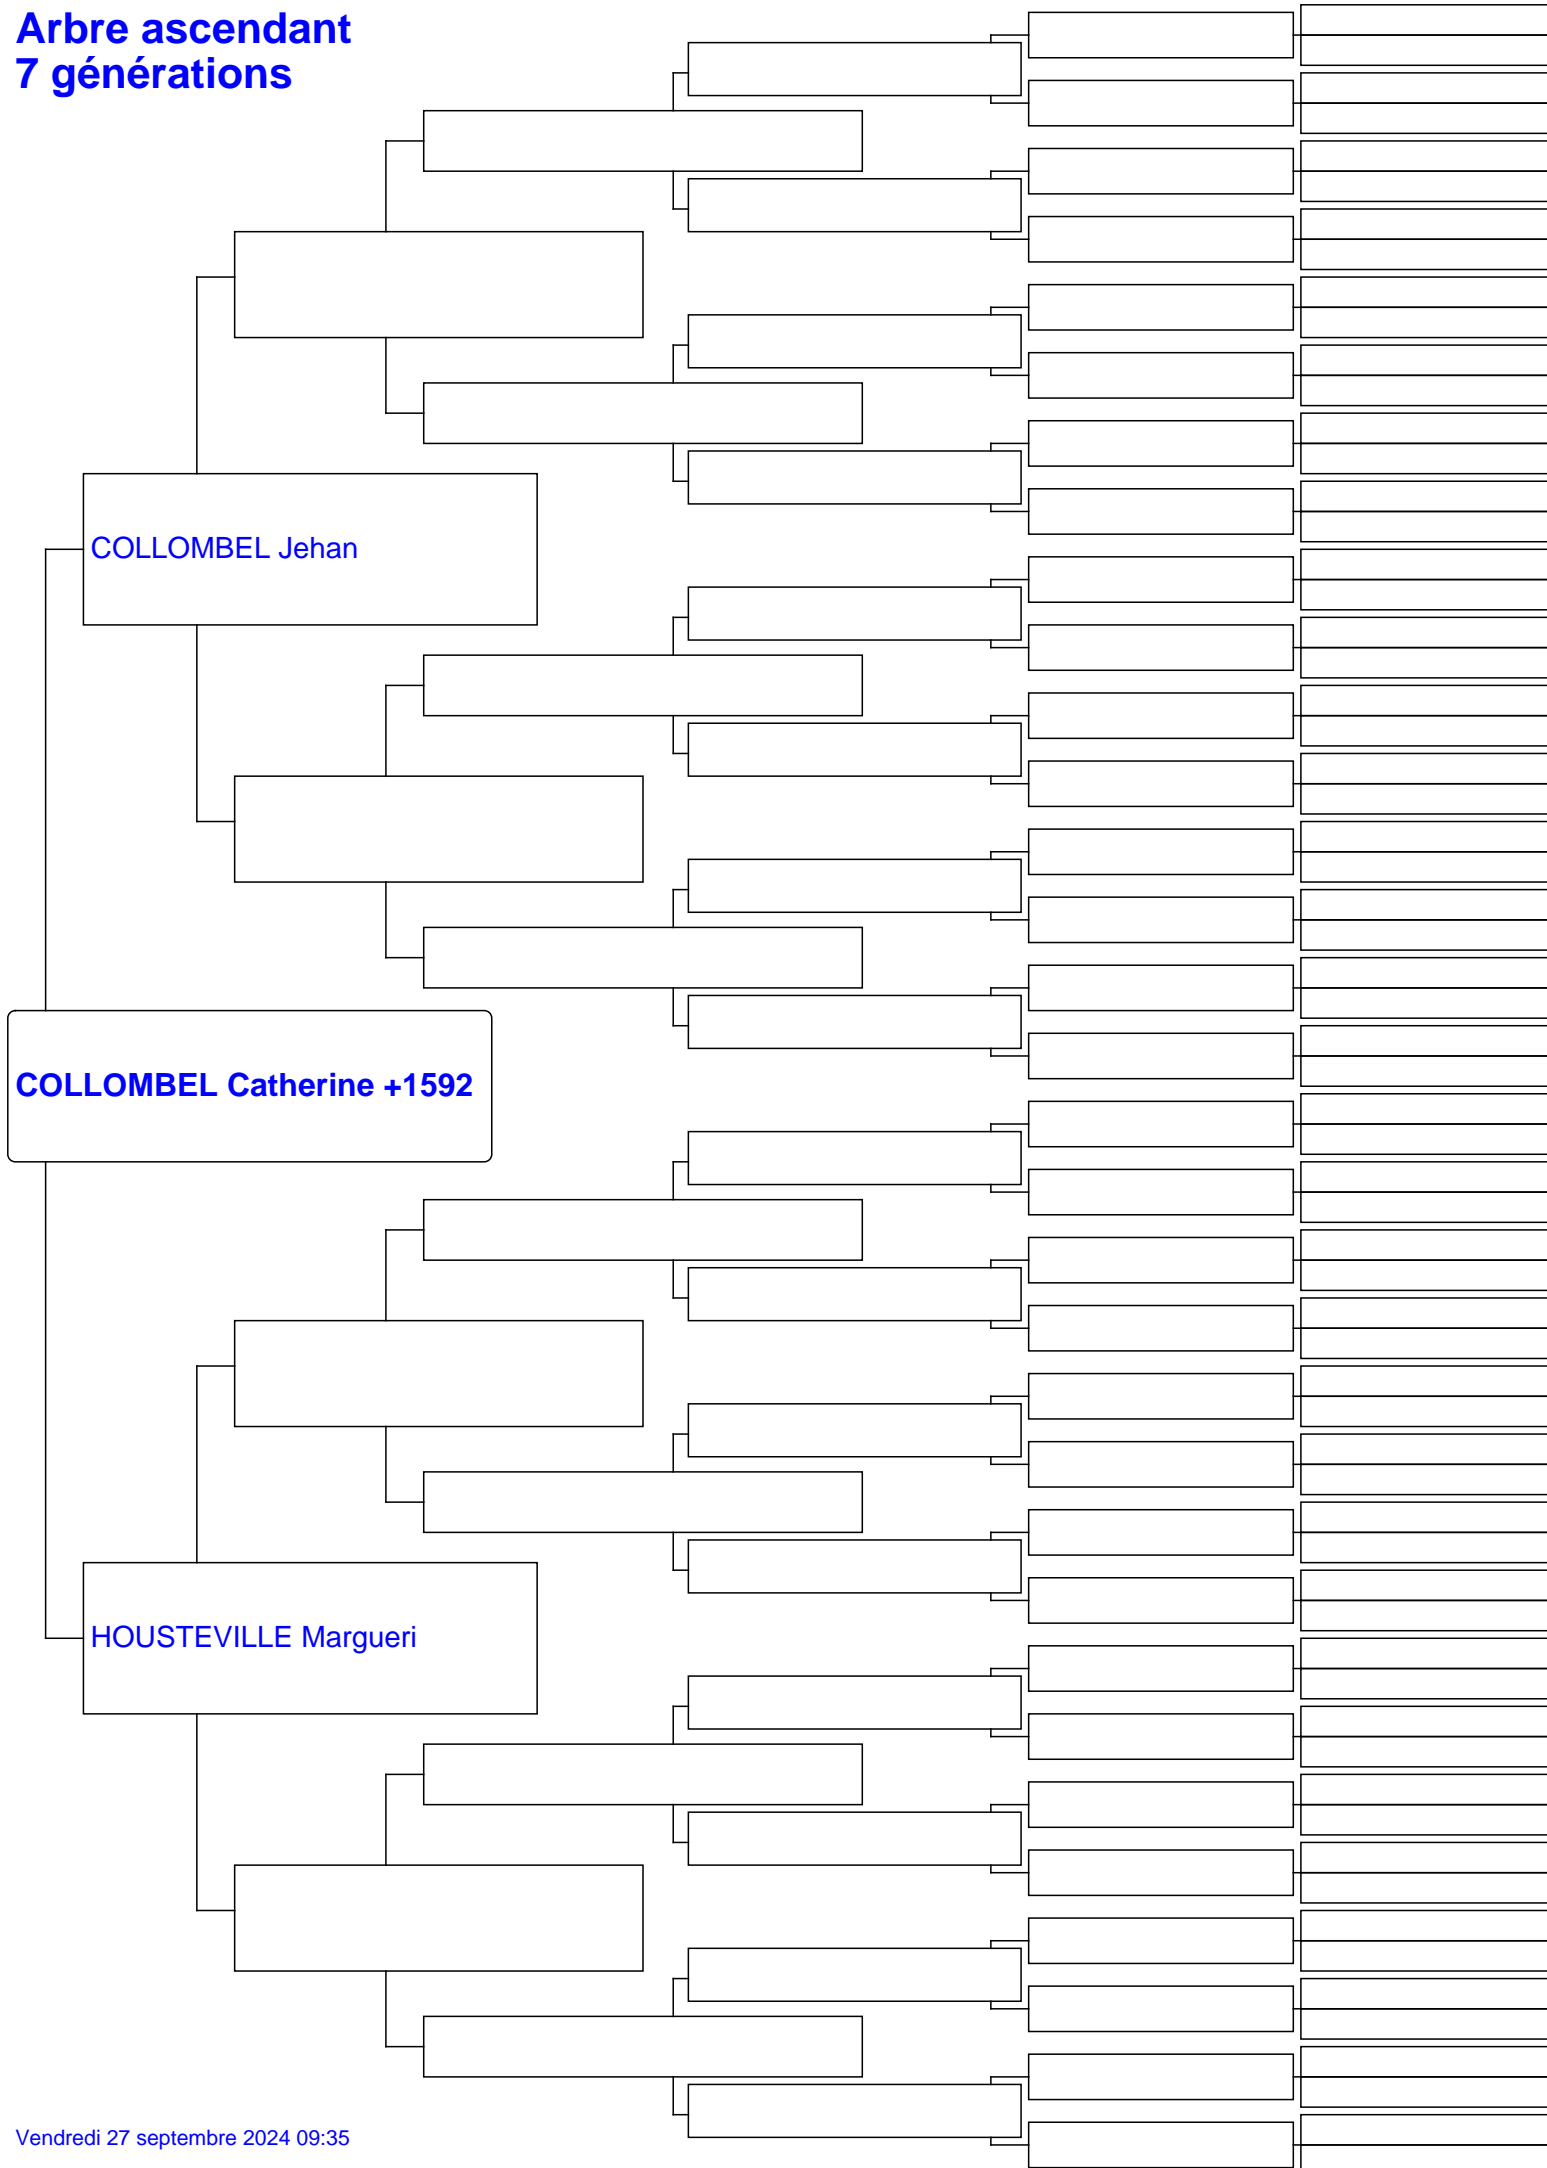 Arbre ascendant
7 générations
COLLOMBEL Jehan
COLLOMBEL Catherine +1592
HOUSTEVILLE Margueri
Vendredi 27 septembre 2024 09:35